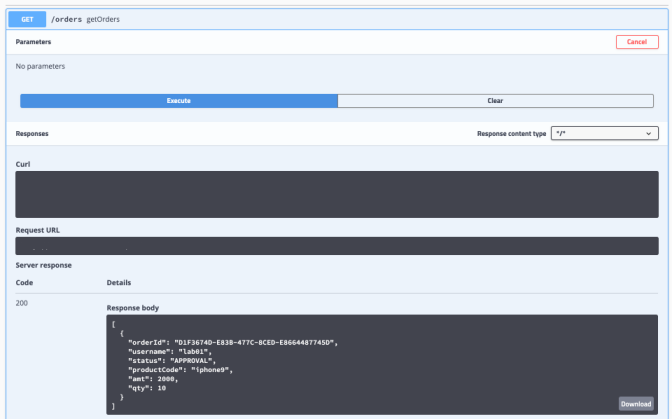 GET /orders getOrders
Parameters Cancel
No parameters
Execute Clear
Responses Response content type */*
Curl
Request URL
Server response
Code Details
200
Response body
[
{
"orderId": "D1F3674D-E83B-477C-8CED-E8664487745D",
"username": "lab01",
"status": "APPROVAL",
"productCode": "iphone9",
"amt": 2000,
"qty": 10
}
]
Download